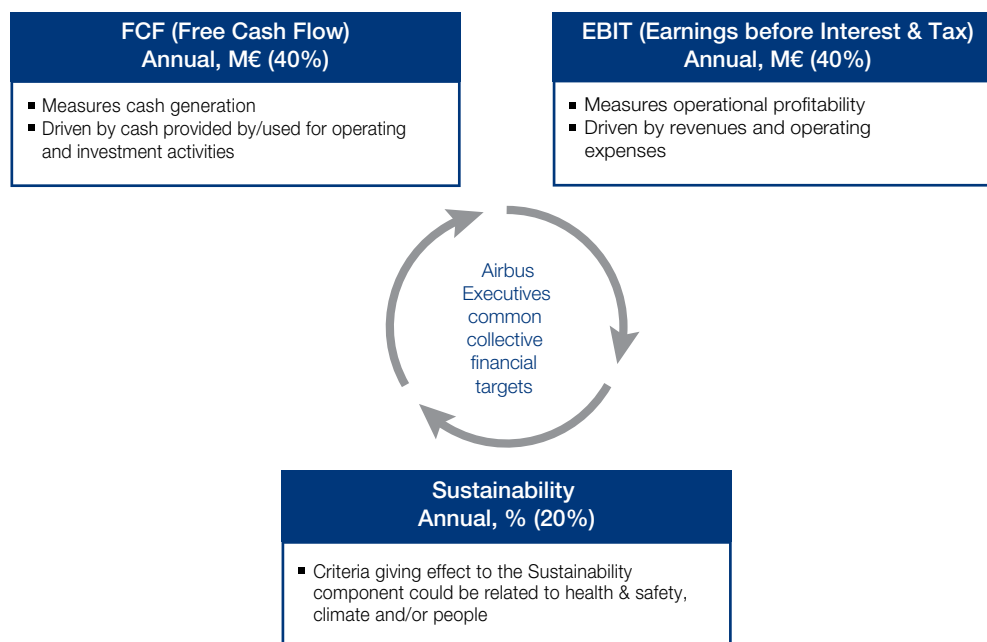 FCF (Free Cash Flow)
Annual, M€ (40%)
▪ Measures cash generation
▪ Driven by cash provided by/used for operating
and investment activities
EBIT (Earnings before Interest & Tax)
Annual, M€ (40%)
▪ Measures operational profitability
▪ Driven by revenues and operating
expenses
Airbus
Executives
common
collective
financial
targets
Sustainability
Annual, % (20%)
▪ Criteria giving effect to the Sustainability
component could be related to health & safety,
climate and/or people